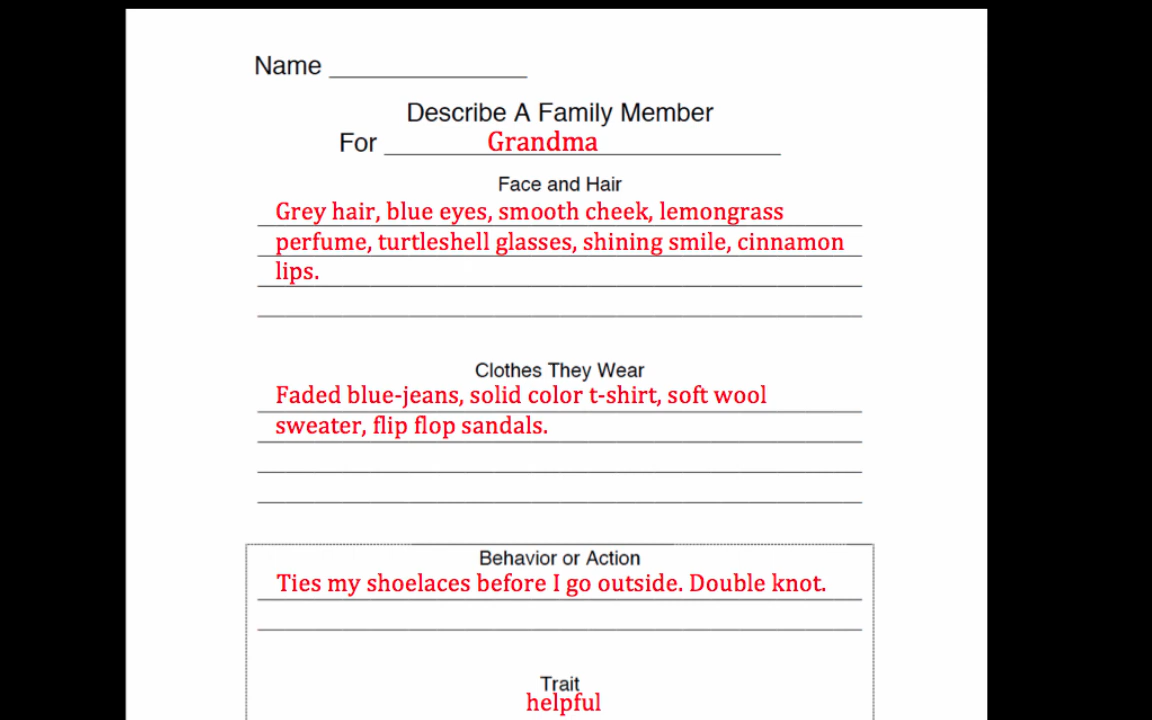 Name
Describe A Family Member
For Grandma
Face and Hair
Grey hair, blue eyes, smooth cheek, lemongrass
perfume, turtleshell glasses, shining smile, cinnamon
lips.
Clothes They Wear
Faded blue-jeans, solid color t-shirt, soft wool
sweater, flip flop sandals.
Behavior or Action
Ties my shoelaces before I go outside. Double knot.
Trait
helpful